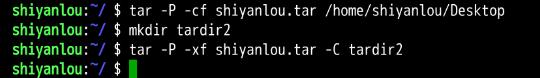 shiyanlou:~/ $ tar -P -cf shiyanlou.tar /home/shiyanlou/Desktop
shiyanlou:~/ $ mkdir tardir2
shiyanlou:~/ $ tar -P -xf shiyanlou.tar -C tardir2
shiyanlou:~/ $